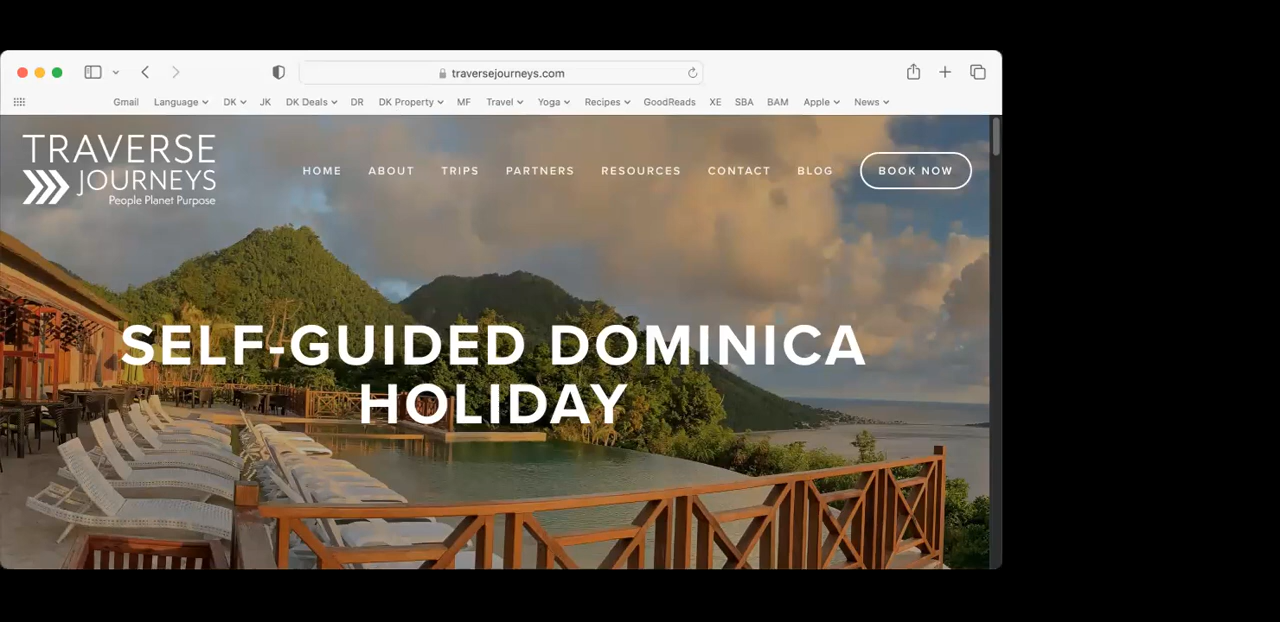 traversejourneys.com
Gmail Language DK JK DK Deals DR DK Property MF Travel Yoga Recipes GoodReads XE SBA BAM Apple News
TRAVERSE
JOURNEYS
People Planet Purpose
HOME ABOUT TRIPS PARTNERS RESOURCES CONTACT BLOG BOOK NOW
SELF-GUIDED DOMINICA
HOLIDAY